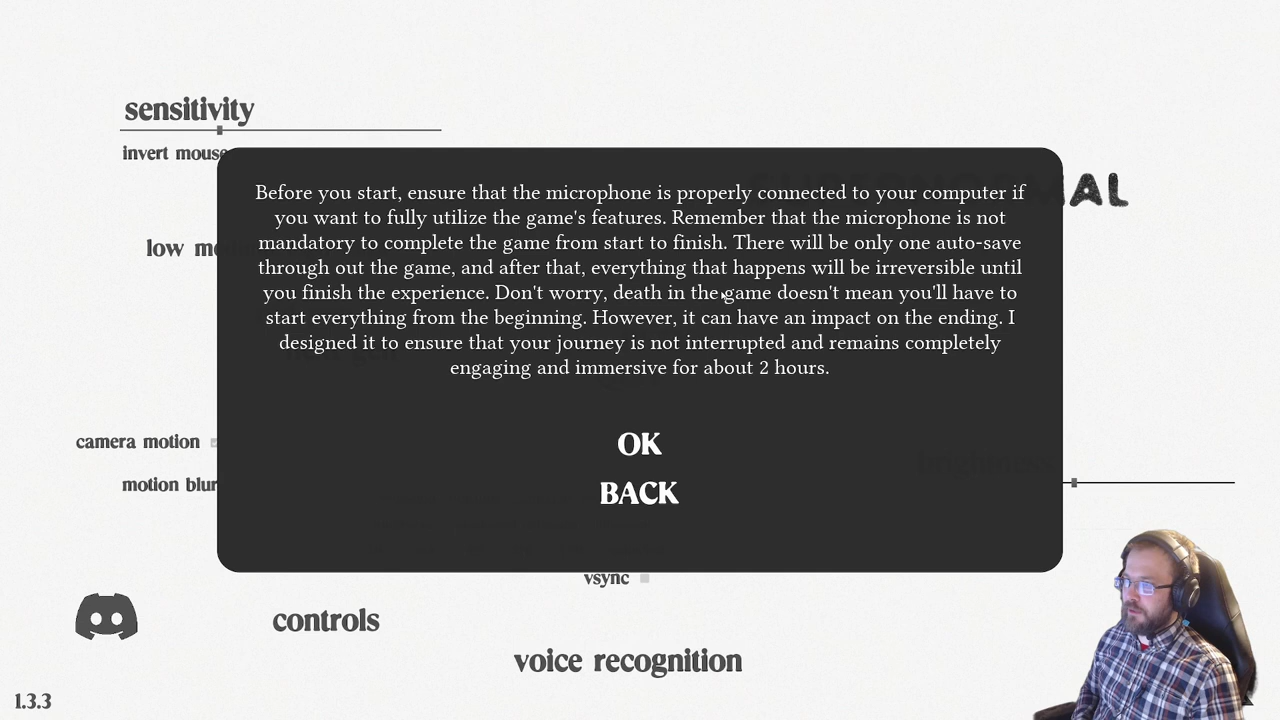 sensitivity
invert mouse
AL
Before you start, ensure that the microphone is properly connected to your computer if
you want to fully utilize the game's features. Remember that the microphone is not
mandatory to complete the game from start to finish. There will be only one auto-save
through out the game, and after that, everything that happens will be irreversible until
you finish the experience. Don't worry, death in the game doesn't mean you'll have to
start everything from the beginning. However, it can have an impact on the ending. I
designed it to ensure that your journey is not interrupted and remains completely
engaging and immersive for about 2 hours.
low
camera motion
OK
brightness
motion blur
BACK
vsync
controls
voice recognition
1.3.3